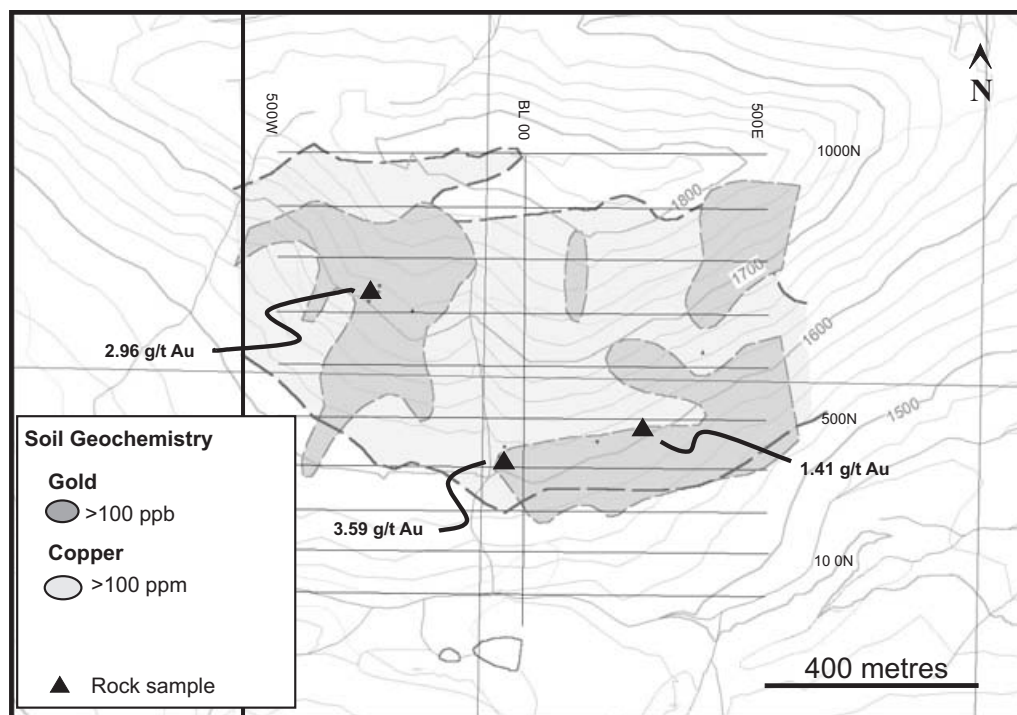 500W
BL 00
500E
1000N
N
1800
1700
1600
1500
2.96 g/t Au
500N
1.41 g/t Au
3.59 g/t Au
10 0N
Soil Geochemistry
Gold
>100 ppb
Copper
>100 ppm
Rock sample
400 metres